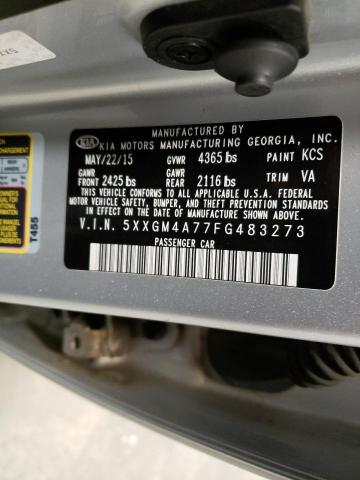 MANUFACTURED BY
KIA KIA MOTORS MANUFACTURING GEORGIA, INC.
MAY/22/15 GVWR 4365 lbs PAINT KCS
GAWR FRONT 2425 lbs GAWR REAR 2116 lbs TRIM VA
THIS VEHICLE CONFORMS TO ALL APPLICABLE U.S.A. FEDERAL
MOTOR VEHICLE SAFETY, BUMPER, AND THEFT PREVENTION STANDARDS
IN EFFECT ON THE DATE OF MANUFACTURE SHOWN ABOVE.
V.I.N. 5XXGM4A77FG483273
PASSENGER CAR
T455